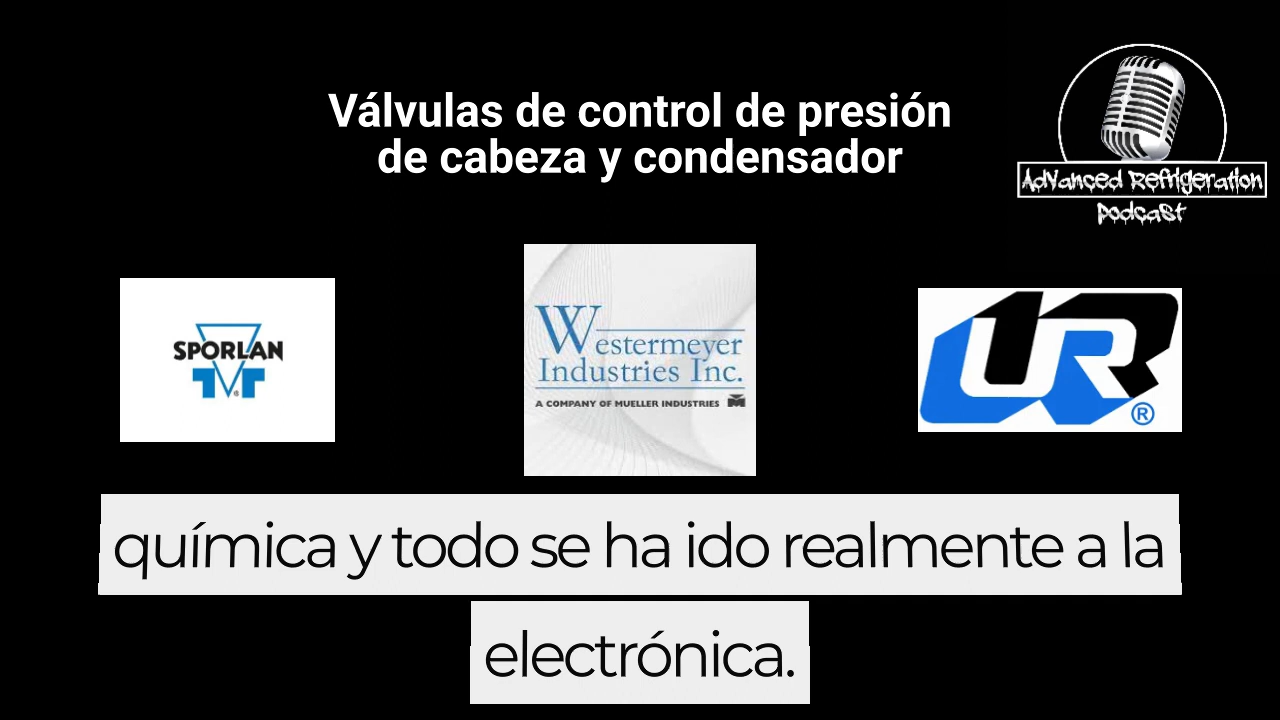 Válvulas de control de presión
de cabeza y condensador
Advanced Refrigeration
Podcast
SPORLAN
Westermeyer
Industries Inc.
A COMPANY OF MUELLER INDUSTRIES
UR
®
química y todo se ha ido realmente a la
electrónica.